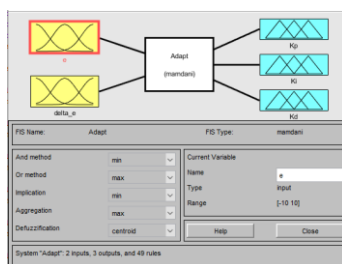 Kp
e
Adapt
(mamdani)
Ki
delta_e
Kd
FIS Name: Adapt FIS Type: mamdani
And method min
Or method max
Implication min
Aggregation max
Defuzzification centroid
Current Variable
Name e
Type input
Range [-10 10]
Help Close
System "Adapt": 2 inputs, 3 outputs, and 49 rules